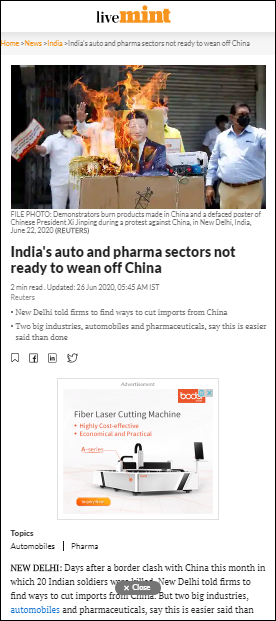 livemint
Home >News >India >India's auto and pharma sectors not ready to wean off China
FILE PHOTO: Demonstrators burn products made in China and a defaced poster of
Chinese President Xi Jinping during a protest against China, in New Delhi, India,
June 22, 2020 (REUTERS)
India's auto and pharma sectors not
ready to wean off China
2 min read . Updated: 26 Jun 2020, 05:45 AM IST
Reuters
• New Delhi told firms to find ways to cut imports from China
• Two big industries, automobiles and pharmaceuticals, say this is easier
said than done
Advertisement
bodor
Fiber Laser Cutting Machine
• Highly Cost-effective
• Economical and Practical
A-series
Topics
Automobiles | Pharma
NEW DELHI: Days after a border clash with China this month in
which 20 Indian soldiers were killed, New Delhi told firms to
find ways to cut imports from China. But two big industries,
× Close
automobiles and pharmaceuticals, say this is easier said than